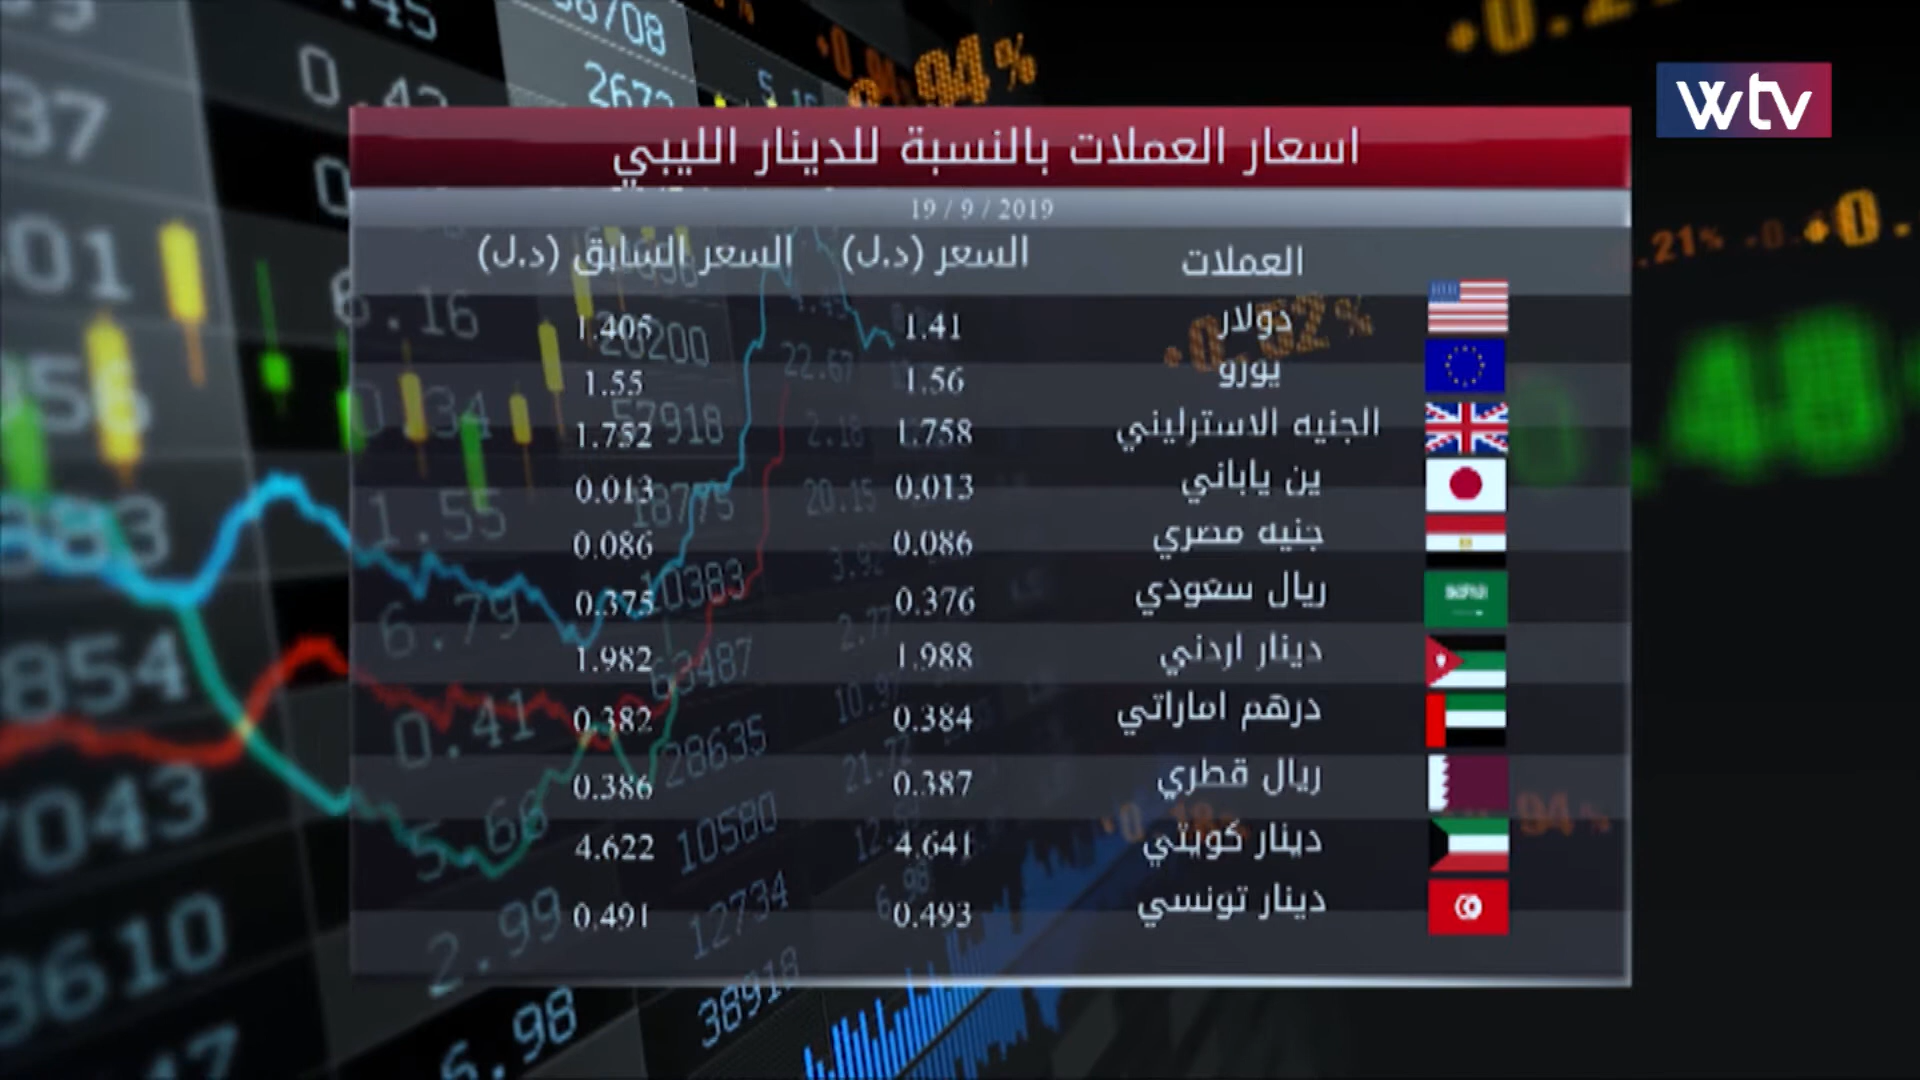 wtv
اسعار العملات بالنسبة للدينار الليبي
19 / 9 / 2019
العملات السعر (د.ل) السعر السابق (د.ل)
دولار 1.41 1.405
يورو 1.56 1.55
الجنيه الاسترليني 1.758 1.752
ين ياباني 0.013 0.013
جنيه مصري 0.086 0.086
ريال سعودي 0.376 0.375
دينار اردني 1.988 1.982
درهم اماراتي 0.384 0.382
ريال قطري 0.387 0.386
دينار كويتي 4.641 4.622
دينار تونسي 0.493 0.491